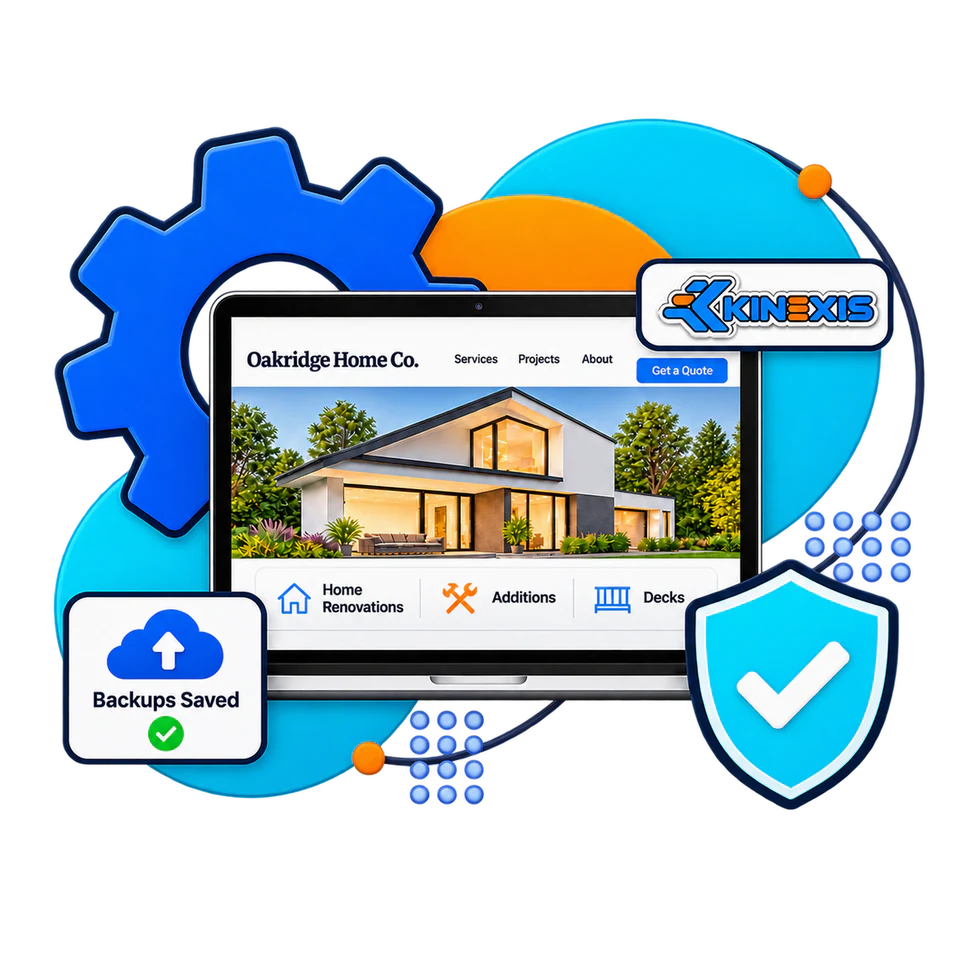 KINEXIS
Oakridge Home Co.
Services
Projects
About
Get a Quote
Home
Renovations
Additions
Decks
Backups Saved